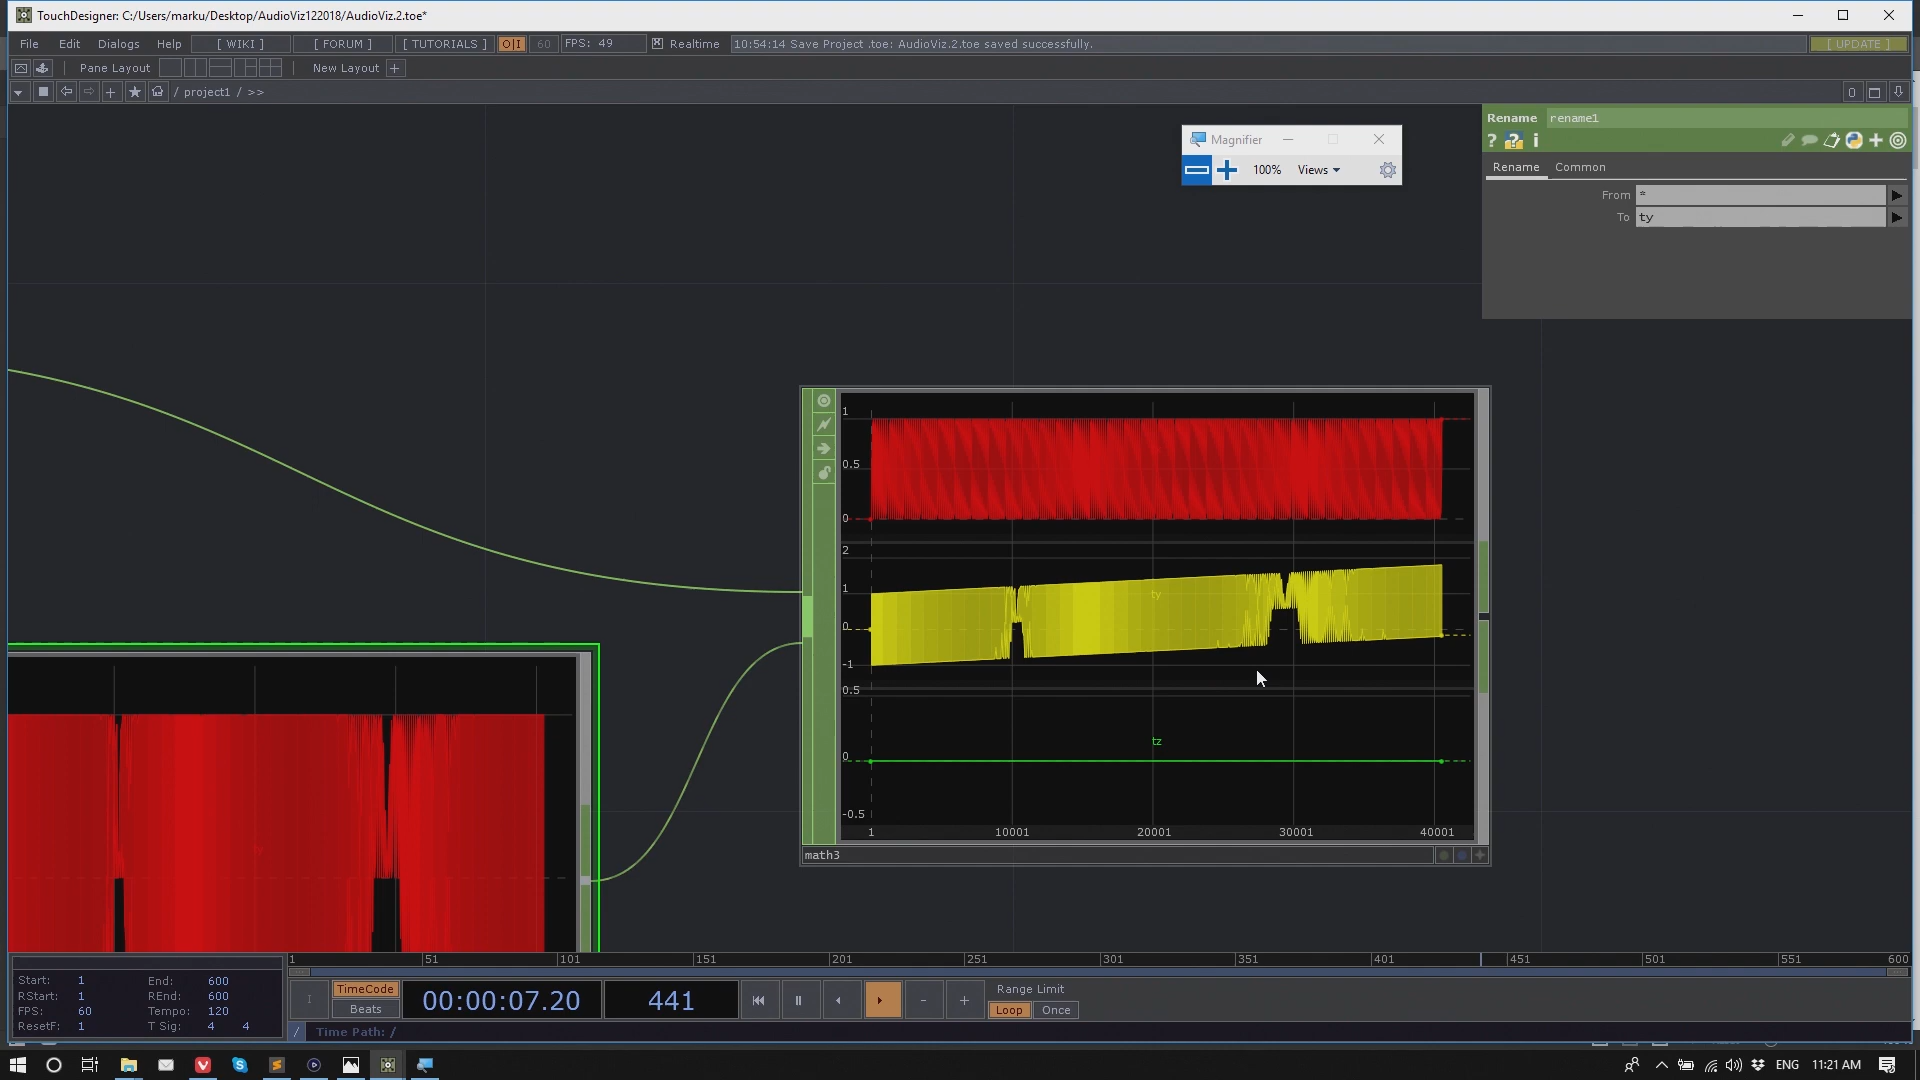 TouchDesigner: C:/Users/marku/Desktop/AudioViz122018/AudioViz.2.toe*
File Edit Dialogs Help [ WIKI ] [ FORUM ] [ TUTORIALS ] O|I 60 FPS: 49 Realtime 10:54:14 Save Project .toe: AudioViz.2.toe saved successfully. [ UPDATE ]
Pane Layout New Layout +
/ project1 / >> 0
Rename rename1
? ? i
Rename Common
From *
To ty
Magnifier
100% Views
1
0.5
0
2
1
0
-1
ty
0.5
0
-0.5
tz
1 10001 20001 30001 40001
math3
1 51 101 151 201 251 301 351 401 451 501 551 600
Start: 1 End: 600
RStart: 1 REnd: 600
FPS: 60 Tempo: 120
ResetF: 1 T Sig: 4 4
TimeCode
Beats
00:00:07.20
441
Range Limit
Loop Once
/ Time Path: /
ENG 11:21 AM